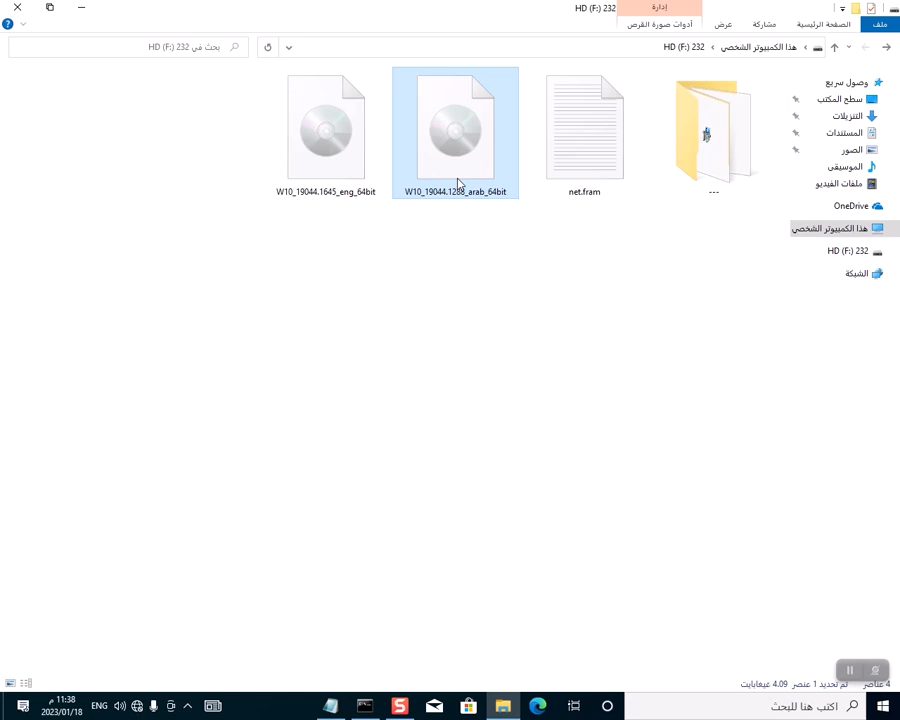 HD (F:) 232
إدارة
ملف
الصفحة الرئيسية
مشاركة
عرض
أدوات صورة القرص
هذا الكمبيوتر الشخصي
HD (F:) 232
بحث في HD (F:) 232
وصول سريع
سطح المكتب
التنزيلات
المستندات
الصور
الموسيقى
ملفات الفيديو
OneDrive
هذا الكمبيوتر الشخصي
HD (F:) 232
الشبكة
---
net.fram
W10_19044.1288_arab_64bit
W10_19044.1645_eng_64bit
4 عناصر
تم تحديد 1 عنصر 4.09 غيغابايت
اكتب هنا للبحث
ENG
11:38 م
2023/01/18